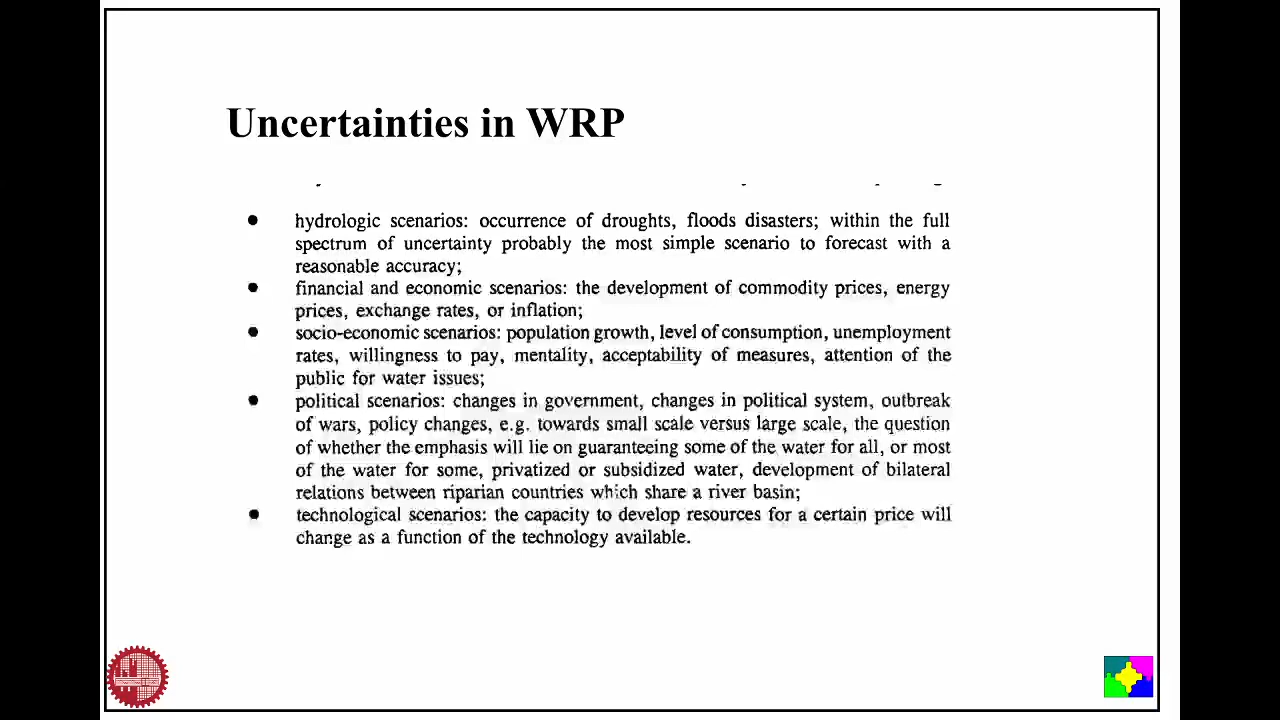 Uncertainties in WRP
● hydrologic scenarios: occurrence of droughts, floods disasters; within the full
spectrum of uncertainty probably the most simple scenario to forecast with a
reasonable accuracy;
● financial and economic scenarios: the development of commodity prices, energy
prices, exchange rates, or inflation;
● socio-economic scenarios: population growth, level of consumption, unemployment
rates, willingness to pay, mentality, acceptability of measures, attention of the
public for water issues;
● political scenarios: changes in government, changes in political system, outbreak
of wars, policy changes, e.g. towards small scale versus large scale, the question
of whether the emphasis will lie on guaranteeing some of the water for all, or most
of the water for some, privatized or subsidized water, development of bilateral
relations between riparian countries which share a river basin;
● technological scenarios: the capacity to develop resources for a certain price will
change as a function of the technology available.